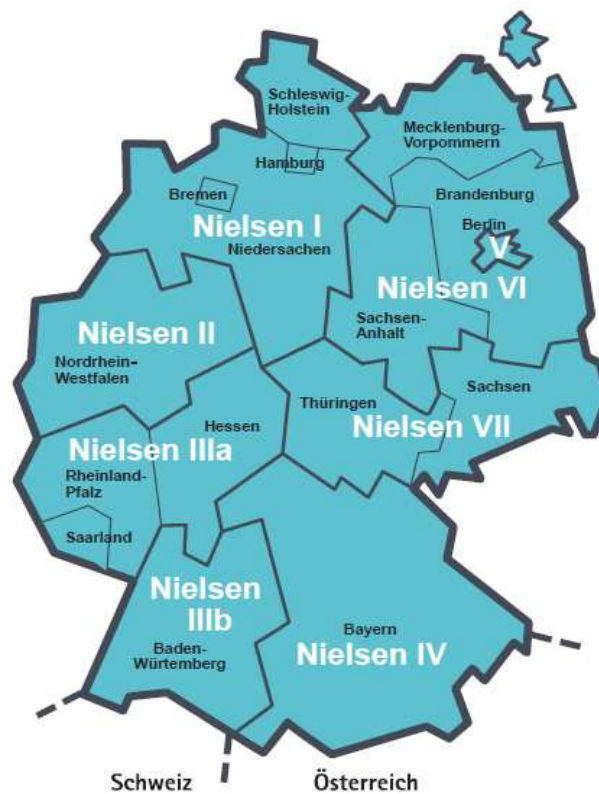 Schleswig-
Holstein
Mecklenburg-
Vorpommern
Hamburg
Bremen
Brandenburg
Nielsen I
Berlin
V
Niedersachen
Nielsen VI
Nielsen II
Sachsen-
Anhalt
Nordrhein-
Westfalen
Sachsen
Thüringen
Hessen
Nielsen VII
Nielsen IIIa
Rheinland-
Pfalz
Saarland
Nielsen
IIIb
Bayern
Nielsen IV
Baden-
Würtemberg
Schweiz
Österreich